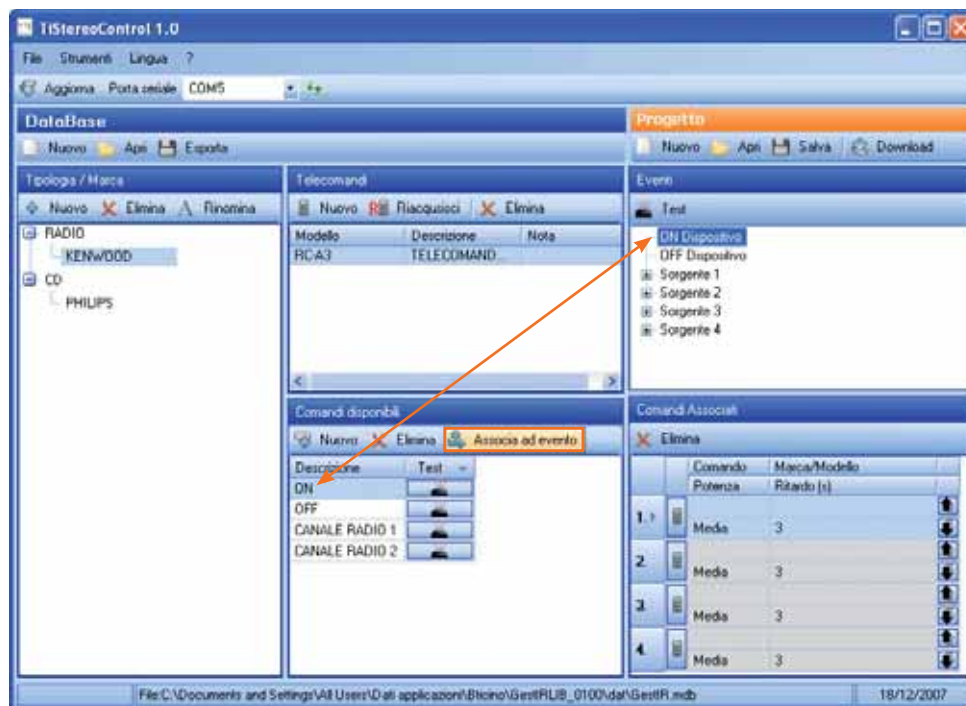 TiStereoControl 1.0
File Strumenti Lingua ?
Aggiorna Porta seriale COM5
DataBase
Nuovo Apri Esporta
Progetto
Nuovo Apri Salva Download
Tipologia / Marca
Nuovo Elimina Rinomina
RADIO
KENWOOD
CD
PHILIPS
Telecomandi
Nuovo Riacquisisci Elimina
Modello Descrizione Nota
RC-A3 TELECOMAND...
Eventi
Test
ON Dispositivo
OFF Dispositivo
Sorgente 1
Sorgente 2
Sorgente 3
Sorgente 4
Comandi disponibili
Nuovo Elimina Associa ad evento
Descrizione Test
ON
OFF
CANALE RADIO 1
CANALE RADIO 2
Comandi Associati
Elimina
Comando Marca/Modello
Potenza Ritardo (s)
1.
Media 3
2
Media 3
3.
Media 3
4.
Media 3
File:C:\Documents and Settings\All Users\Dati applicazioni\Bticino\GestIRLIB_0100\dat\GestIR.mdb
18/12/2007